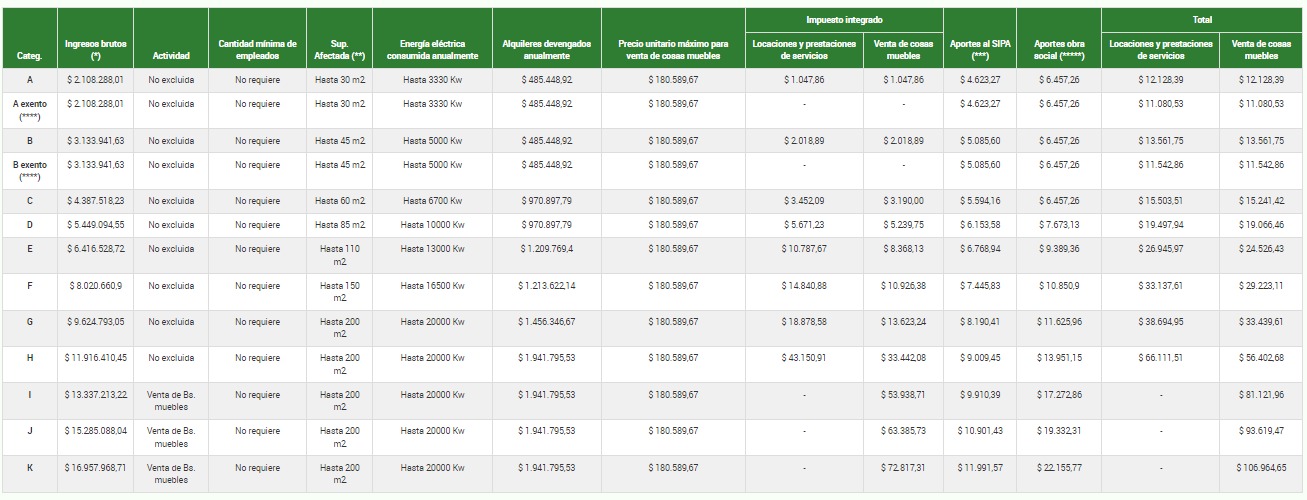 Categ. Ingresos brutos (*) Actividad Cantidad mínima de empleados Sup. Afectada (**) Energía eléctrica consumida anualmente Alquileres devengados anualmente Precio unitario máximo para venta de cosas muebles Impuesto integrado Aportes al SIPA (***) Aportes obra social (*****) Total
Locaciones y prestaciones de servicios Venta de cosas muebles Locaciones y prestaciones de servicios Venta de cosas muebles
A $ 2.108.288,01 No excluida No requiere Hasta 30 m2 Hasta 3330 Kw $ 485.448,92 $ 180.589,67 $ 1.047,86 $ 1.047,86 $ 4.623,27 $ 6.457,26 $ 12.128,39 $ 12.128,39
A exento (****) $ 2.108.288,01 No excluida No requiere Hasta 30 m2 Hasta 3330 Kw $ 485.448,92 $ 180.589,67 - - $ 4.623,27 $ 6.457,26 $ 11.080,53 $ 11.080,53
B $ 3.133.941,63 No excluida No requiere Hasta 45 m2 Hasta 5000 Kw $ 485.448,92 $ 180.589,67 $ 2.018,89 $ 2.018,89 $ 5.085,60 $ 6.457,26 $ 13.561,75 $ 13.561,75
B exento (****) $ 3.133.941,63 No excluida No requiere Hasta 45 m2 Hasta 5000 Kw $ 485.448,92 $ 180.589,67 - - $ 5.085,60 $ 6.457,26 $ 11.542,86 $ 11.542,86
C $ 4.387.518,23 No excluida No requiere Hasta 60 m2 Hasta 6700 Kw $ 970.897,79 $ 180.589,67 $ 3.452,09 $ 3.190,00 $ 5.594,16 $ 6.457,26 $ 15.503,51 $ 15.241,42
D $ 5.449.094,55 No excluida No requiere Hasta 85 m2 Hasta 10000 Kw $ 970.897,79 $ 180.589,67 $ 5.671,23 $ 5.239,75 $ 6.153,58 $ 7.673,13 $ 19.497,94 $ 19.066,46
E $ 6.416.528,72 No excluida No requiere Hasta 110 m2 Hasta 13000 Kw $ 1.209.769,4 $ 180.589,67 $ 10.787,67 $ 8.368,13 $ 6.768,94 $ 9.389,36 $ 26.945,97 $ 24.526,43
F $ 8.020.660,9 No excluida No requiere Hasta 150 m2 Hasta 16500 Kw $ 1.213.622,14 $ 180.589,67 $ 14.840,88 $ 10.926,38 $ 7.445,83 $ 10.850,9 $ 33.137,61 $ 29.223,11
G $ 9.624.793,05 No excluida No requiere Hasta 200 m2 Hasta 20000 Kw $ 1.456.346,67 $ 180.589,67 $ 18.878,58 $ 13.623,24 $ 8.190,41 $ 11.625,96 $ 38.694,95 $ 33.439,61
H $ 11.916.410,45 No excluida No requiere Hasta 200 m2 Hasta 20000 Kw $ 1.941.795,53 $ 180.589,67 $ 43.150,91 $ 33.442,08 $ 9.009,45 $ 13.951,15 $ 66.111,51 $ 56.402,68
I $ 13.337.213,22 Venta de Bs. muebles No requiere Hasta 200 m2 Hasta 20000 Kw $ 1.941.795,53 $ 180.589,67 - $ 53.938,71 $ 9.910,39 $ 17.272,86 - $ 81.121,96
J $ 15.285.088,04 Venta de Bs. muebles No requiere Hasta 200 m2 Hasta 20000 Kw $ 1.941.795,53 $ 180.589,67 - $ 63.385,73 $ 10.901,43 $ 19.332,31 - $ 93.619,47
K $ 16.957.968,71 Venta de Bs. muebles No requiere Hasta 200 m2 Hasta 20000 Kw $ 1.941.795,53 $ 180.589,67 - $ 72.817,31 $ 11.991,57 $ 22.155,77 - $ 106.964,65